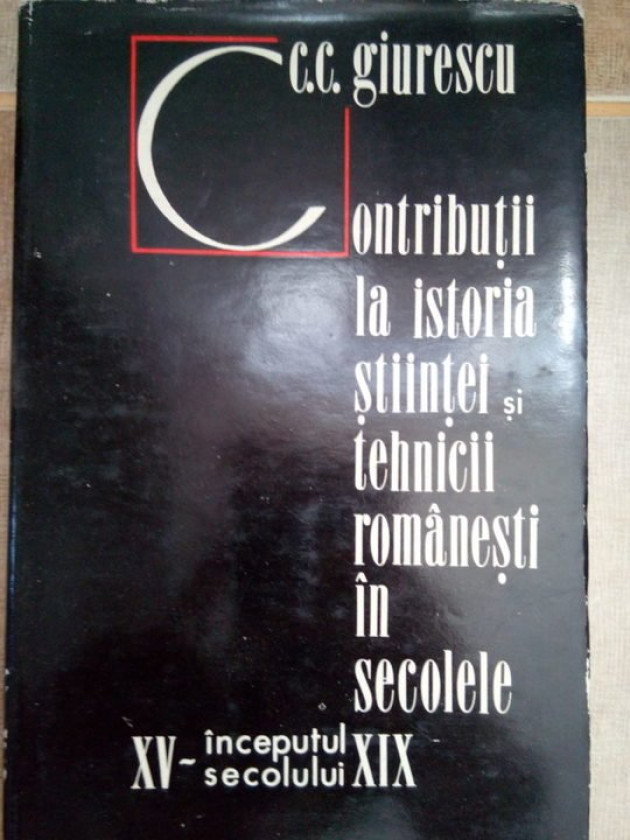 c.c. giurescu
Contribuții
la istoria
științei și
tehnicii
românești
în
secolele
XV - începutul secolului XIX